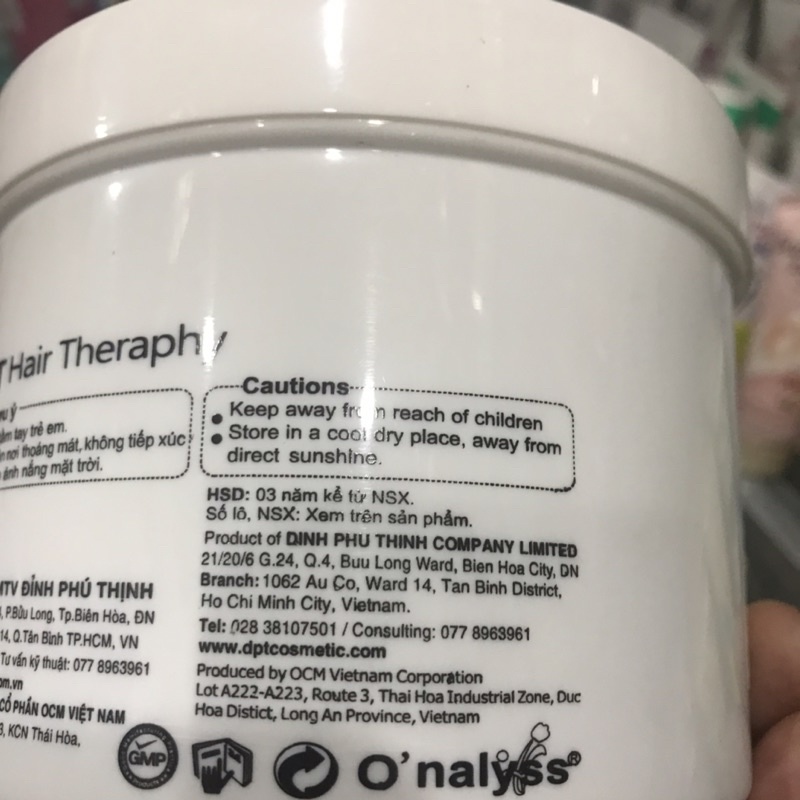 Hair Theraphy
ý
tay trẻ em.
nơi thoáng mát, không tiếp xúc
ánh nắng mặt trời.
Cautions
Keep away from reach of children
Store in a cool dry place, away from
direct sunshine.
HSD: 03 năm kể từ NSX.
Số lô, NSX: Xem trên sản phẩm.
Product of DINH PHU THINH COMPANY LIMITED
21/20/6 G.24, Q.4, Buu Long Ward, Bien Hoa City, DN
Branch: 1062 Au Co, Ward 14, Tan Binh District,
Ho Chi Minh City, Vietnam.
Tel: 028 38107501 / Consulting: 077 8963961
www.dptcosmetic.com
Produced by OCM Vietnam Corporation
Lot A222-A223, Route 3, Thai Hoa Industrial Zone, Duc
Hoa Distict, Long An Province, Vietnam
MTV ĐỈNH PHÚ THỊNH
P.Bửu Long, Tp.Biên Hòa, ĐN
14, Q.Tân Bình TP.HCM, VN
Tư vấn kỹ thuật: 077 8963961
om.vn
CỔ PHẦN OCM VIỆT NAM
3, KCN Thái Hòa,
GMP
O'nalyss®